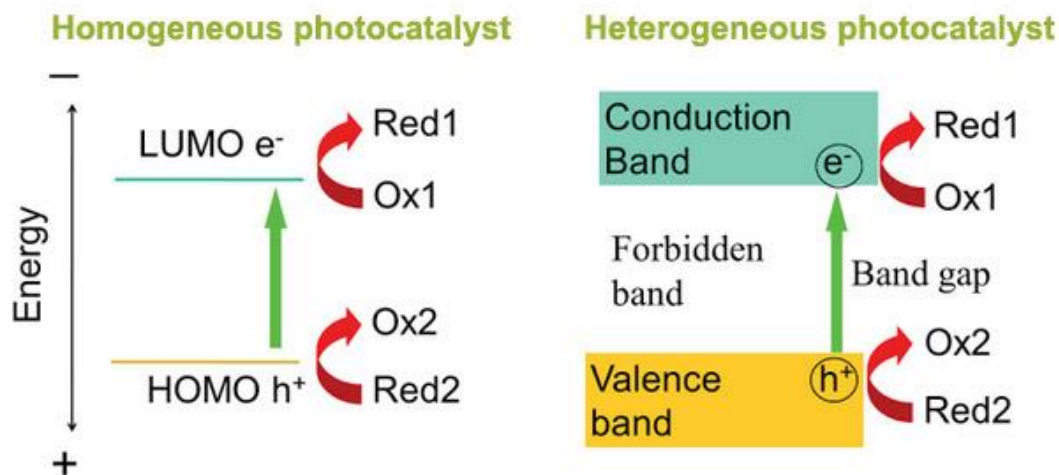 Homogeneous photocatalyst
–
Energy
+
LUMO e⁻
Red1
Ox1
HOMO h⁺
Ox2
Red2
Heterogeneous photocatalyst
Conduction
Band
e⁻
Red1
Ox1
Forbidden
band
Band gap
Valence
band
h⁺
Ox2
Red2